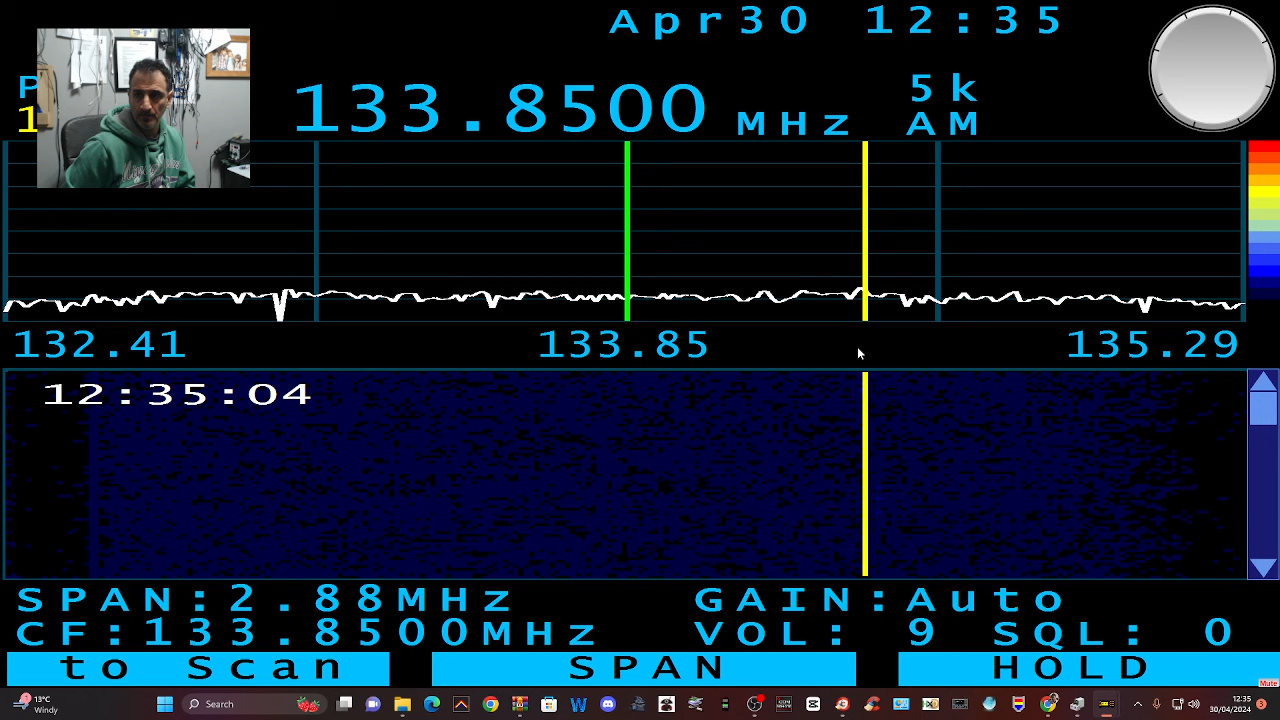 Apr30 12:35
P
1
133.8500 MHz
5k
AM
132.41 133.85 135.29
12:35:04
SPAN:2.88MHz GAIN:Auto
CF:133.8500MHz VOL: 9 SQL: 0
to Scan SPAN HOLD
Mute
13°C
Windy
Search
12:35
30/04/2024